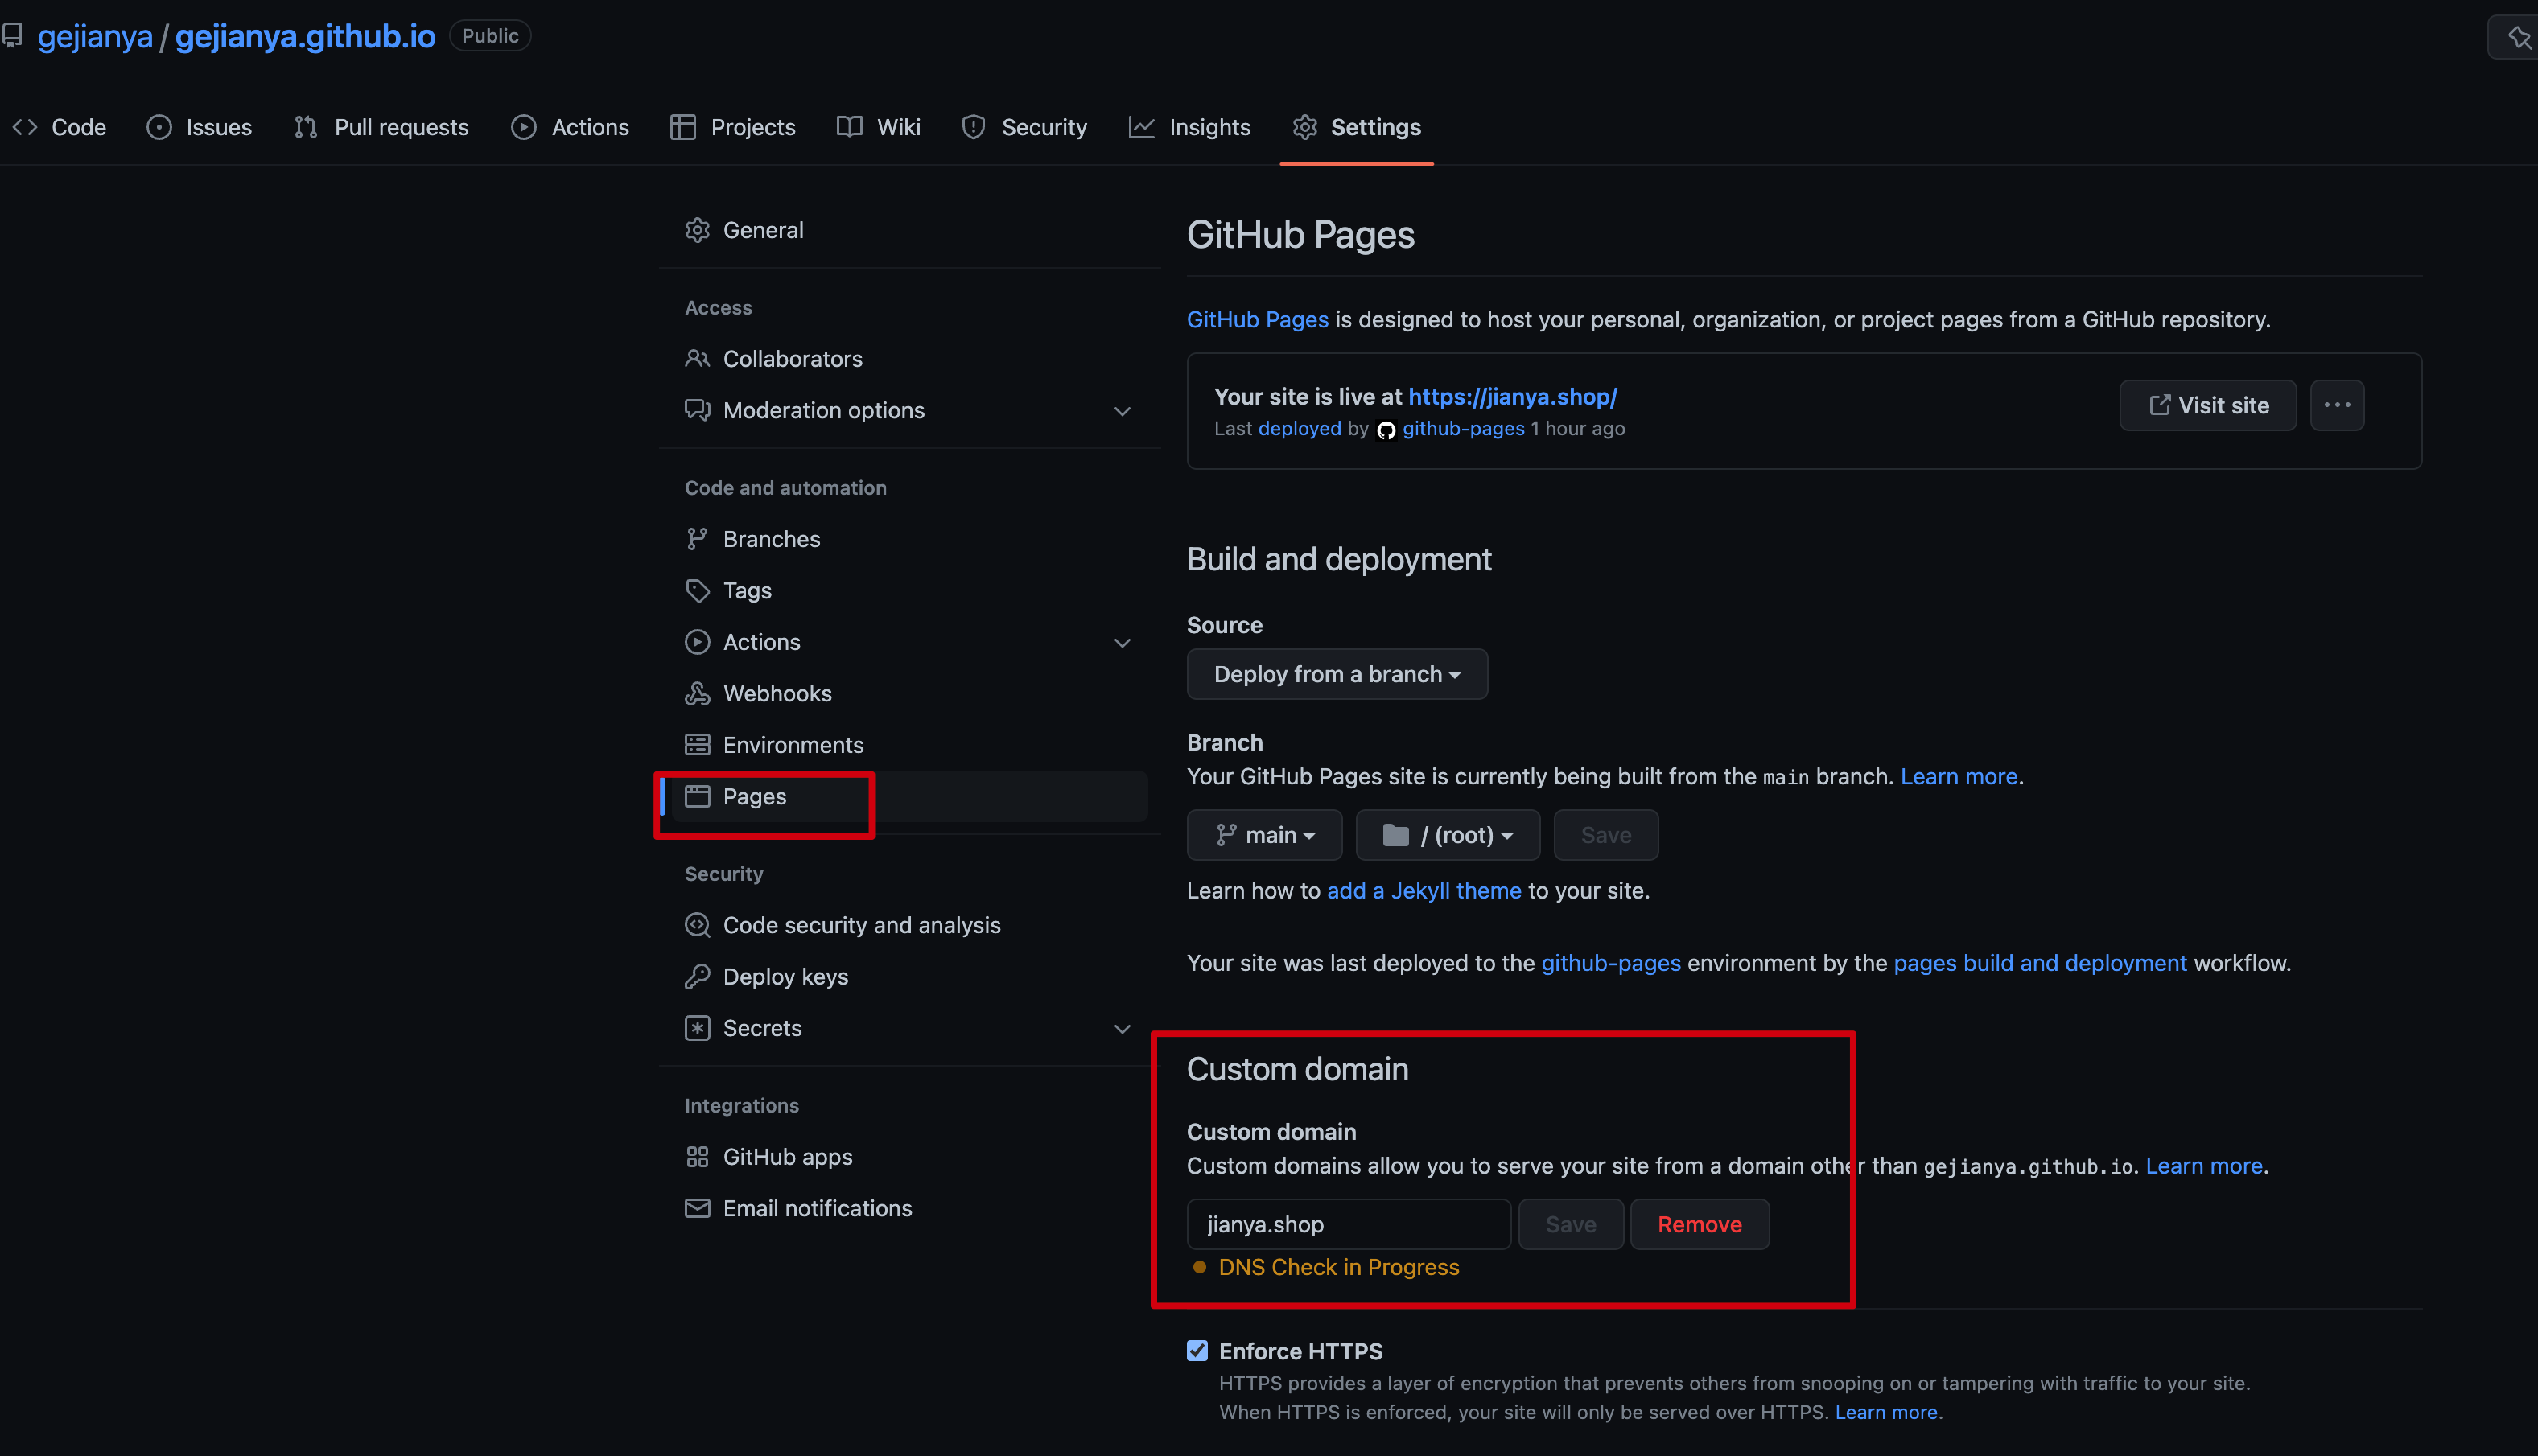 gejianya / gejianya.github.io Public
Code Issues Pull requests Actions Projects Wiki Security Insights Settings
General
Access
Collaborators
Moderation options
Code and automation
Branches
Tags
Actions
Webhooks
Environments
Pages
Security
Code security and analysis
Deploy keys
Secrets
Integrations
GitHub apps
Email notifications
GitHub Pages
GitHub Pages is designed to host your personal, organization, or project pages from a GitHub repository.
Your site is live at https://jianya.shop/
Last deployed by github-pages 1 hour ago
Visit site
Build and deployment
Source
Deploy from a branch
Branch
Your GitHub Pages site is currently being built from the main branch. Learn more.
main / (root) Save
Learn how to add a Jekyll theme to your site.
Your site was last deployed to the github-pages environment by the pages build and deployment workflow.
Custom domain
Custom domain
Custom domains allow you to serve your site from a domain other than gejianya.github.io. Learn more.
jianya.shop Save Remove
DNS Check in Progress
Enforce HTTPS
HTTPS provides a layer of encryption that prevents others from snooping on or tampering with traffic to your site.
When HTTPS is enforced, your site will only be served over HTTPS. Learn more.